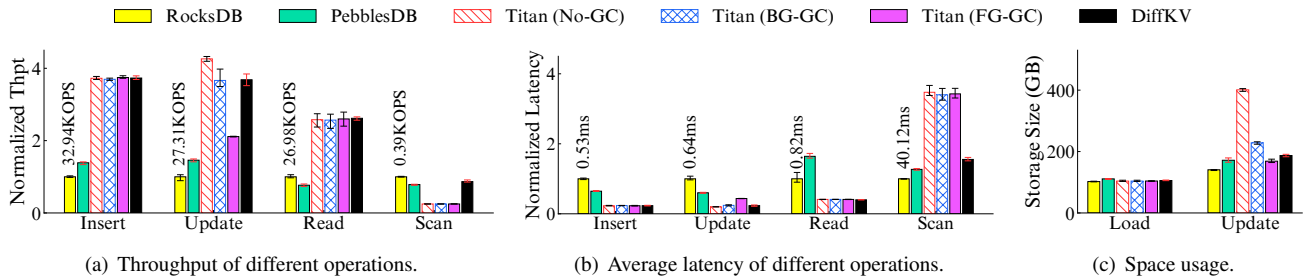 RocksDB PebblesDB Titan (No-GC) Titan (BG-GC) Titan (FG-GC) DiffKV
Normalized Thpt
4
2
0
32.94KOPS
27.31KOPS
26.98KOPS
0.39KOPS
Insert Update Read Scan
(a) Throughput of different operations.
Normalized Latency
4
2
0
0.53ms
0.64ms
0.82ms
40.12ms
Insert Update Read Scan
(b) Average latency of different operations.
Storage Size (GB)
400
200
0
Load Update
(c) Space usage.